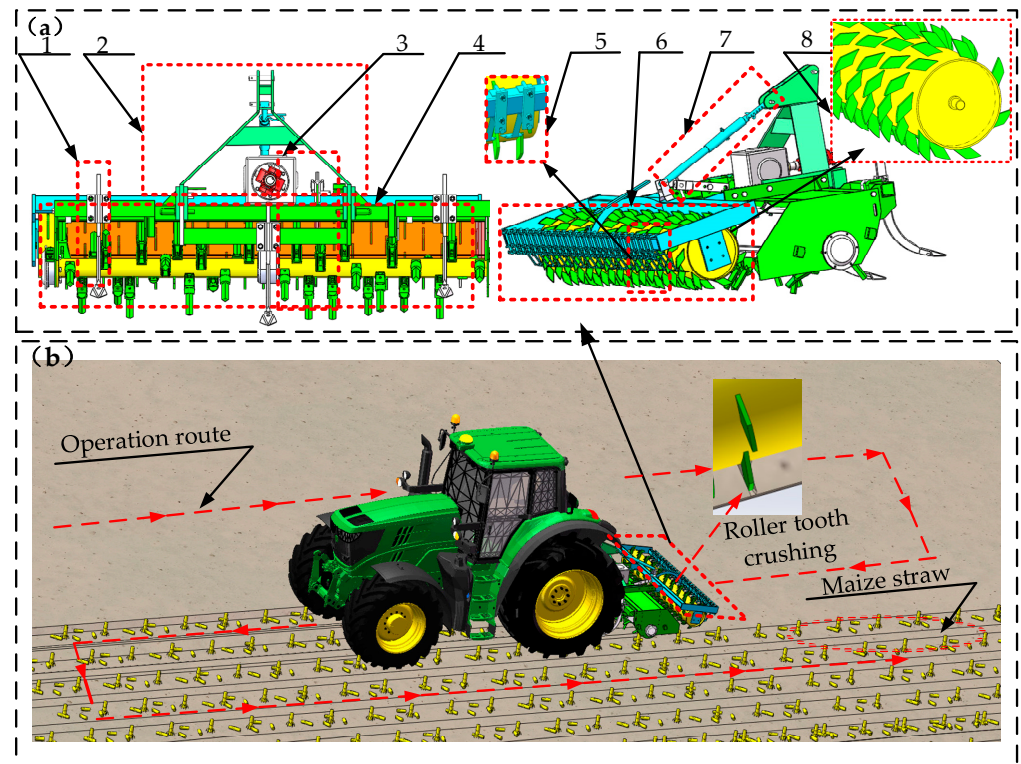 (a)
1 2 3 4 5 6 7 8
(b)
Operation route
Roller tooth
crushing
Maize straw